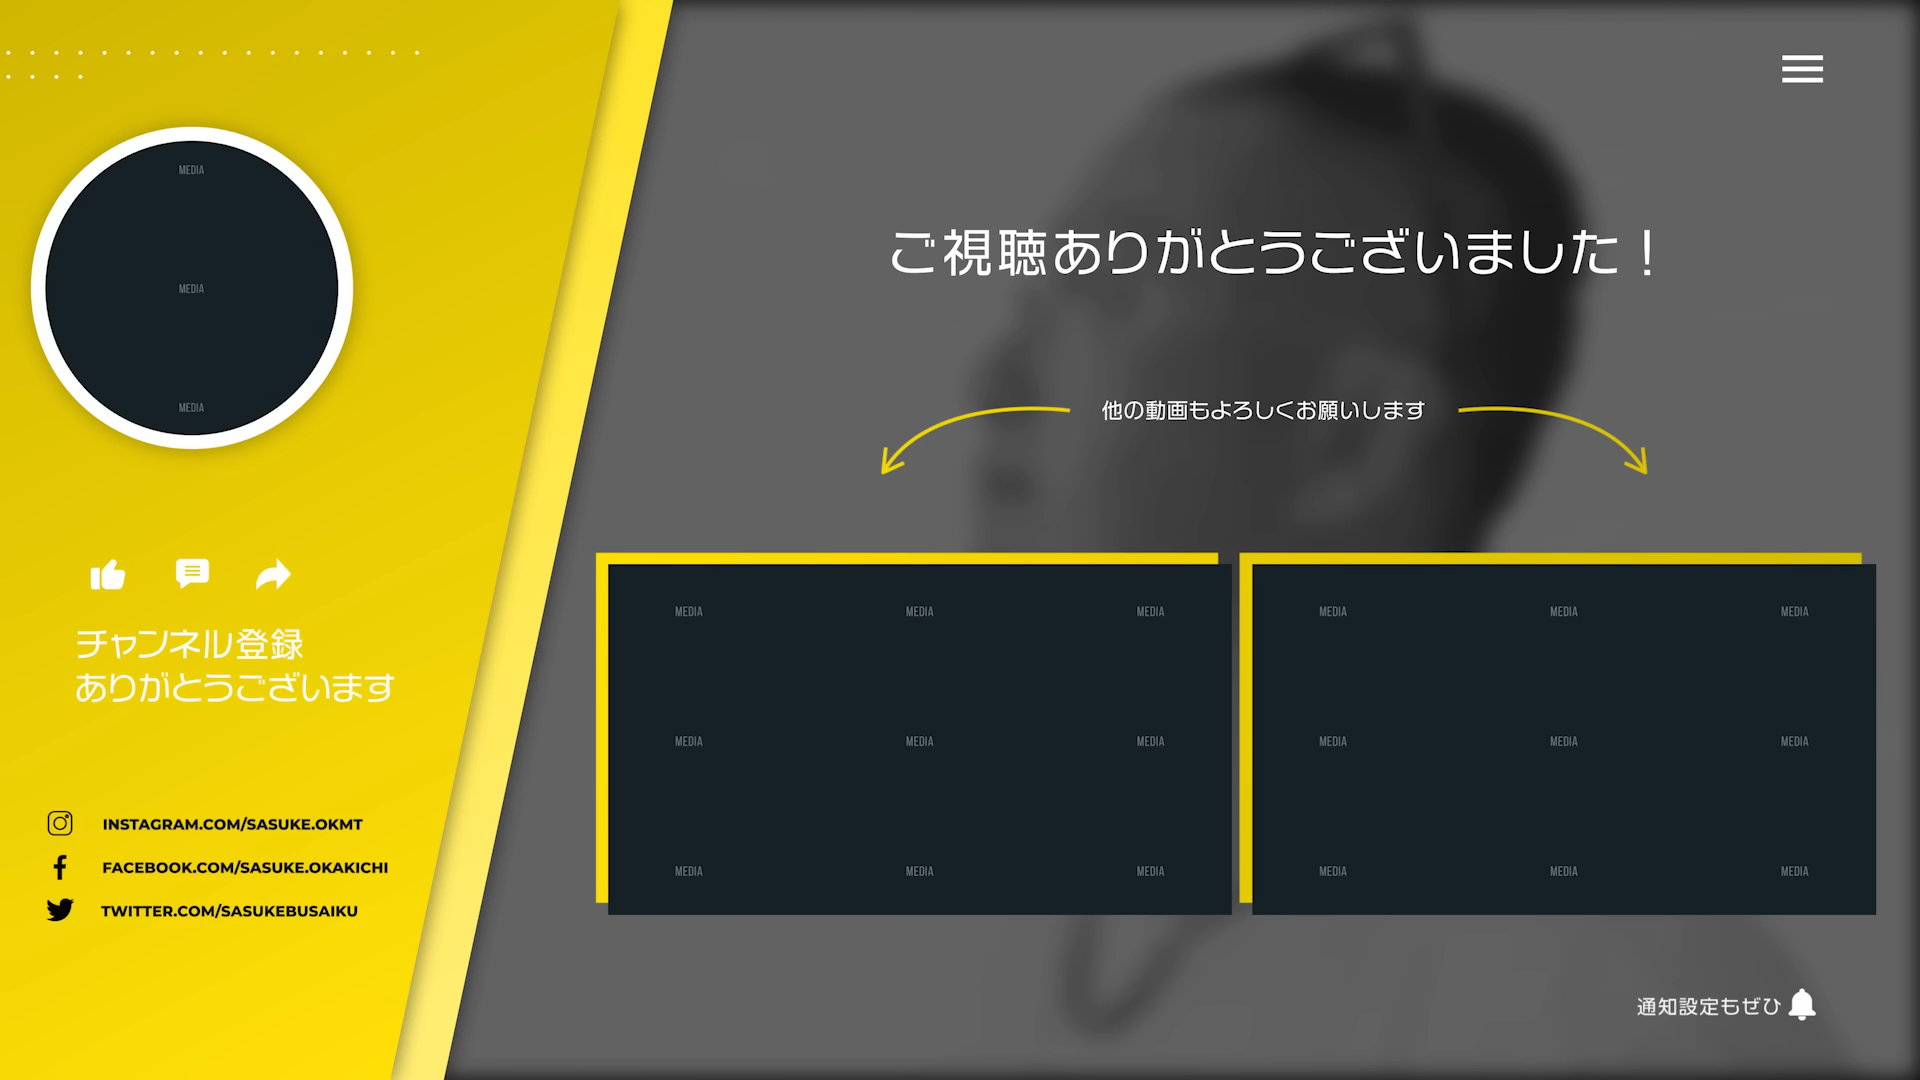 MEDIA
MEDIA
MEDIA
チャンネル登録
ありがとうございます
INSTAGRAM.COM/SASUKE.OKMT
FACEBOOK.COM/SASUKE.OKAKICHI
TWITTER.COM/SASUKEBUSAIKU
ご視聴ありがとうございました！
他の動画もよろしくお願いします
MEDIA MEDIA MEDIA
MEDIA MEDIA MEDIA
MEDIA MEDIA MEDIA
MEDIA MEDIA MEDIA
MEDIA MEDIA MEDIA
MEDIA MEDIA MEDIA
通知設定もぜひ